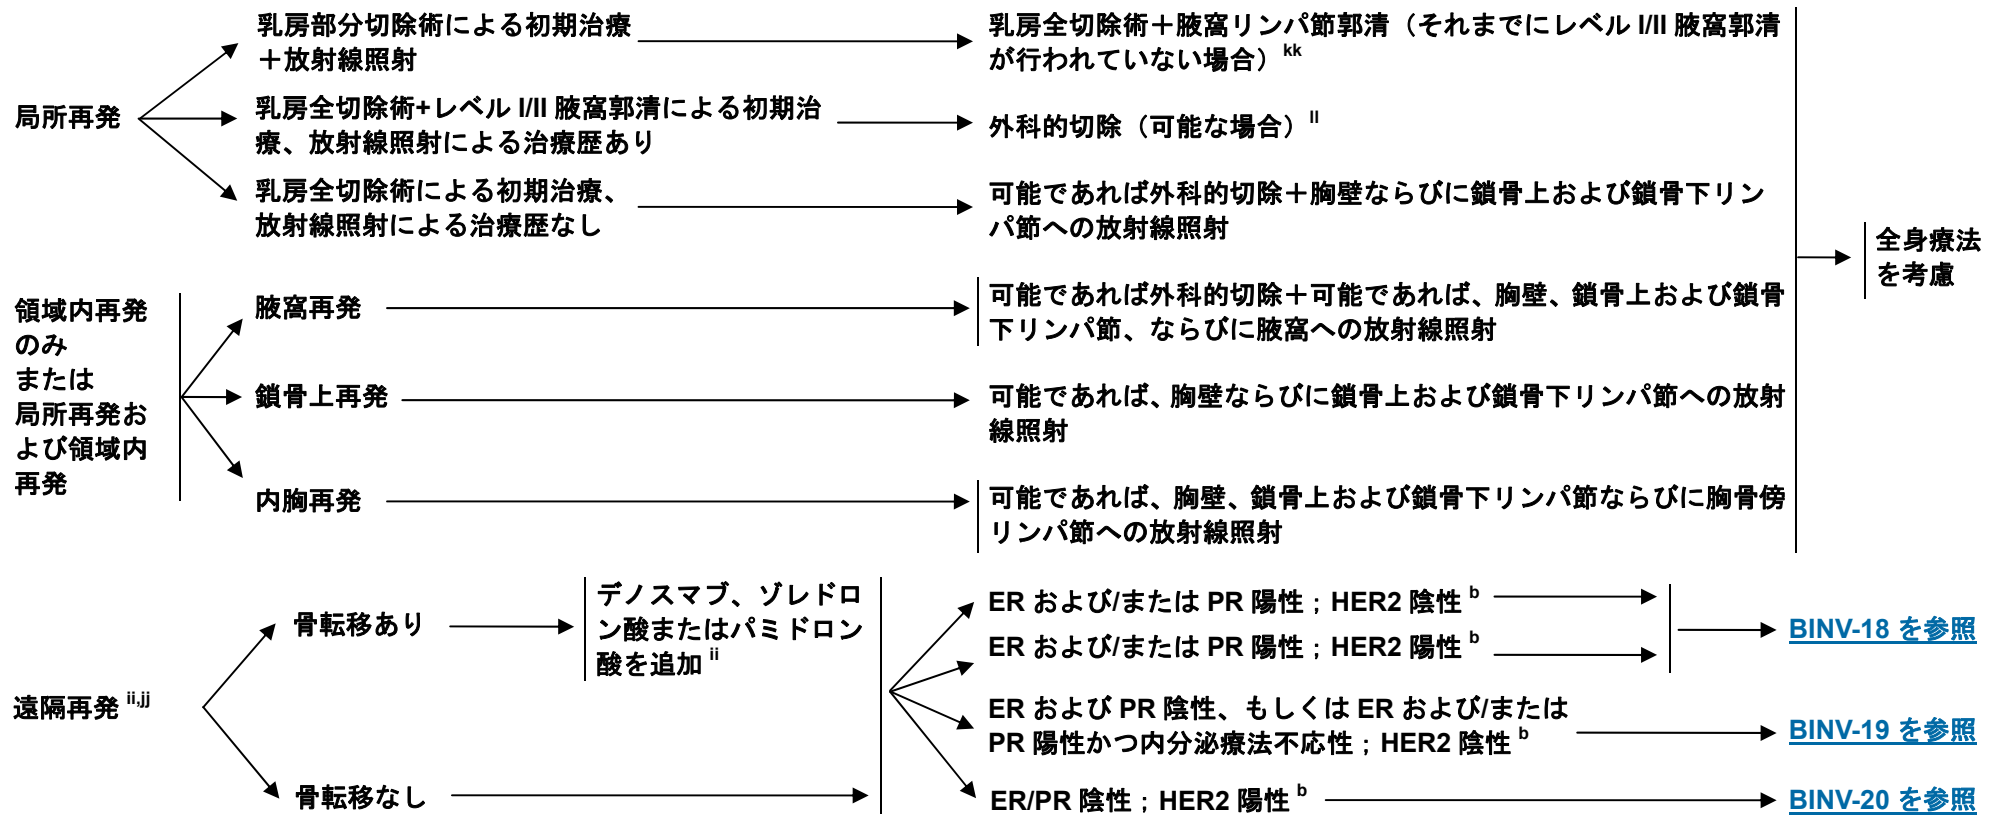 乳房部分切除術による初期治療
＋放射線照射
乳房全切除術＋腋窩リンパ節郭清（それまでにレベル I/II 腋窩郭清
が行われていない場合）kk
局所再発
乳房全切除術+レベル I/II 腋窩郭清による初期治
療、放射線照射による治療歴あり
外科的切除（可能な場合）ll
乳房全切除術による初期治療、
放射線照射による治療歴なし
可能であれば外科的切除＋胸壁ならびに鎖骨上および鎖骨下リン
パ節への放射線照射
全身療法
を考慮
領域内再発
のみ
または
局所再発お
よび領域内
再発
腋窩再発
可能であれば外科的切除＋可能であれば、胸壁、鎖骨上および鎖骨
下リンパ節、ならびに腋窩への放射線照射
鎖骨上再発
可能であれば、胸壁ならびに鎖骨上および鎖骨下リンパ節への放射
線照射
内胸再発
可能であれば、胸壁、鎖骨上および鎖骨下リンパ節ならびに胸骨傍
リンパ節への放射線照射
遠隔再発 ii,jj
骨転移あり
デノスマブ、ゾレドロ
ン酸またはパミドロン
酸を追加 ii
骨転移なし
ER および/または PR 陽性；HER2 陰性 b
ER および/または PR 陽性；HER2 陽性 b
BINV-18 を参照
ER および PR 陰性、もしくは ER および/または
PR 陽性かつ内分泌療法不応性；HER2 陰性 b
BINV-19 を参照
ER/PR 陰性；HER2 陽性 b
BINV-20 を参照